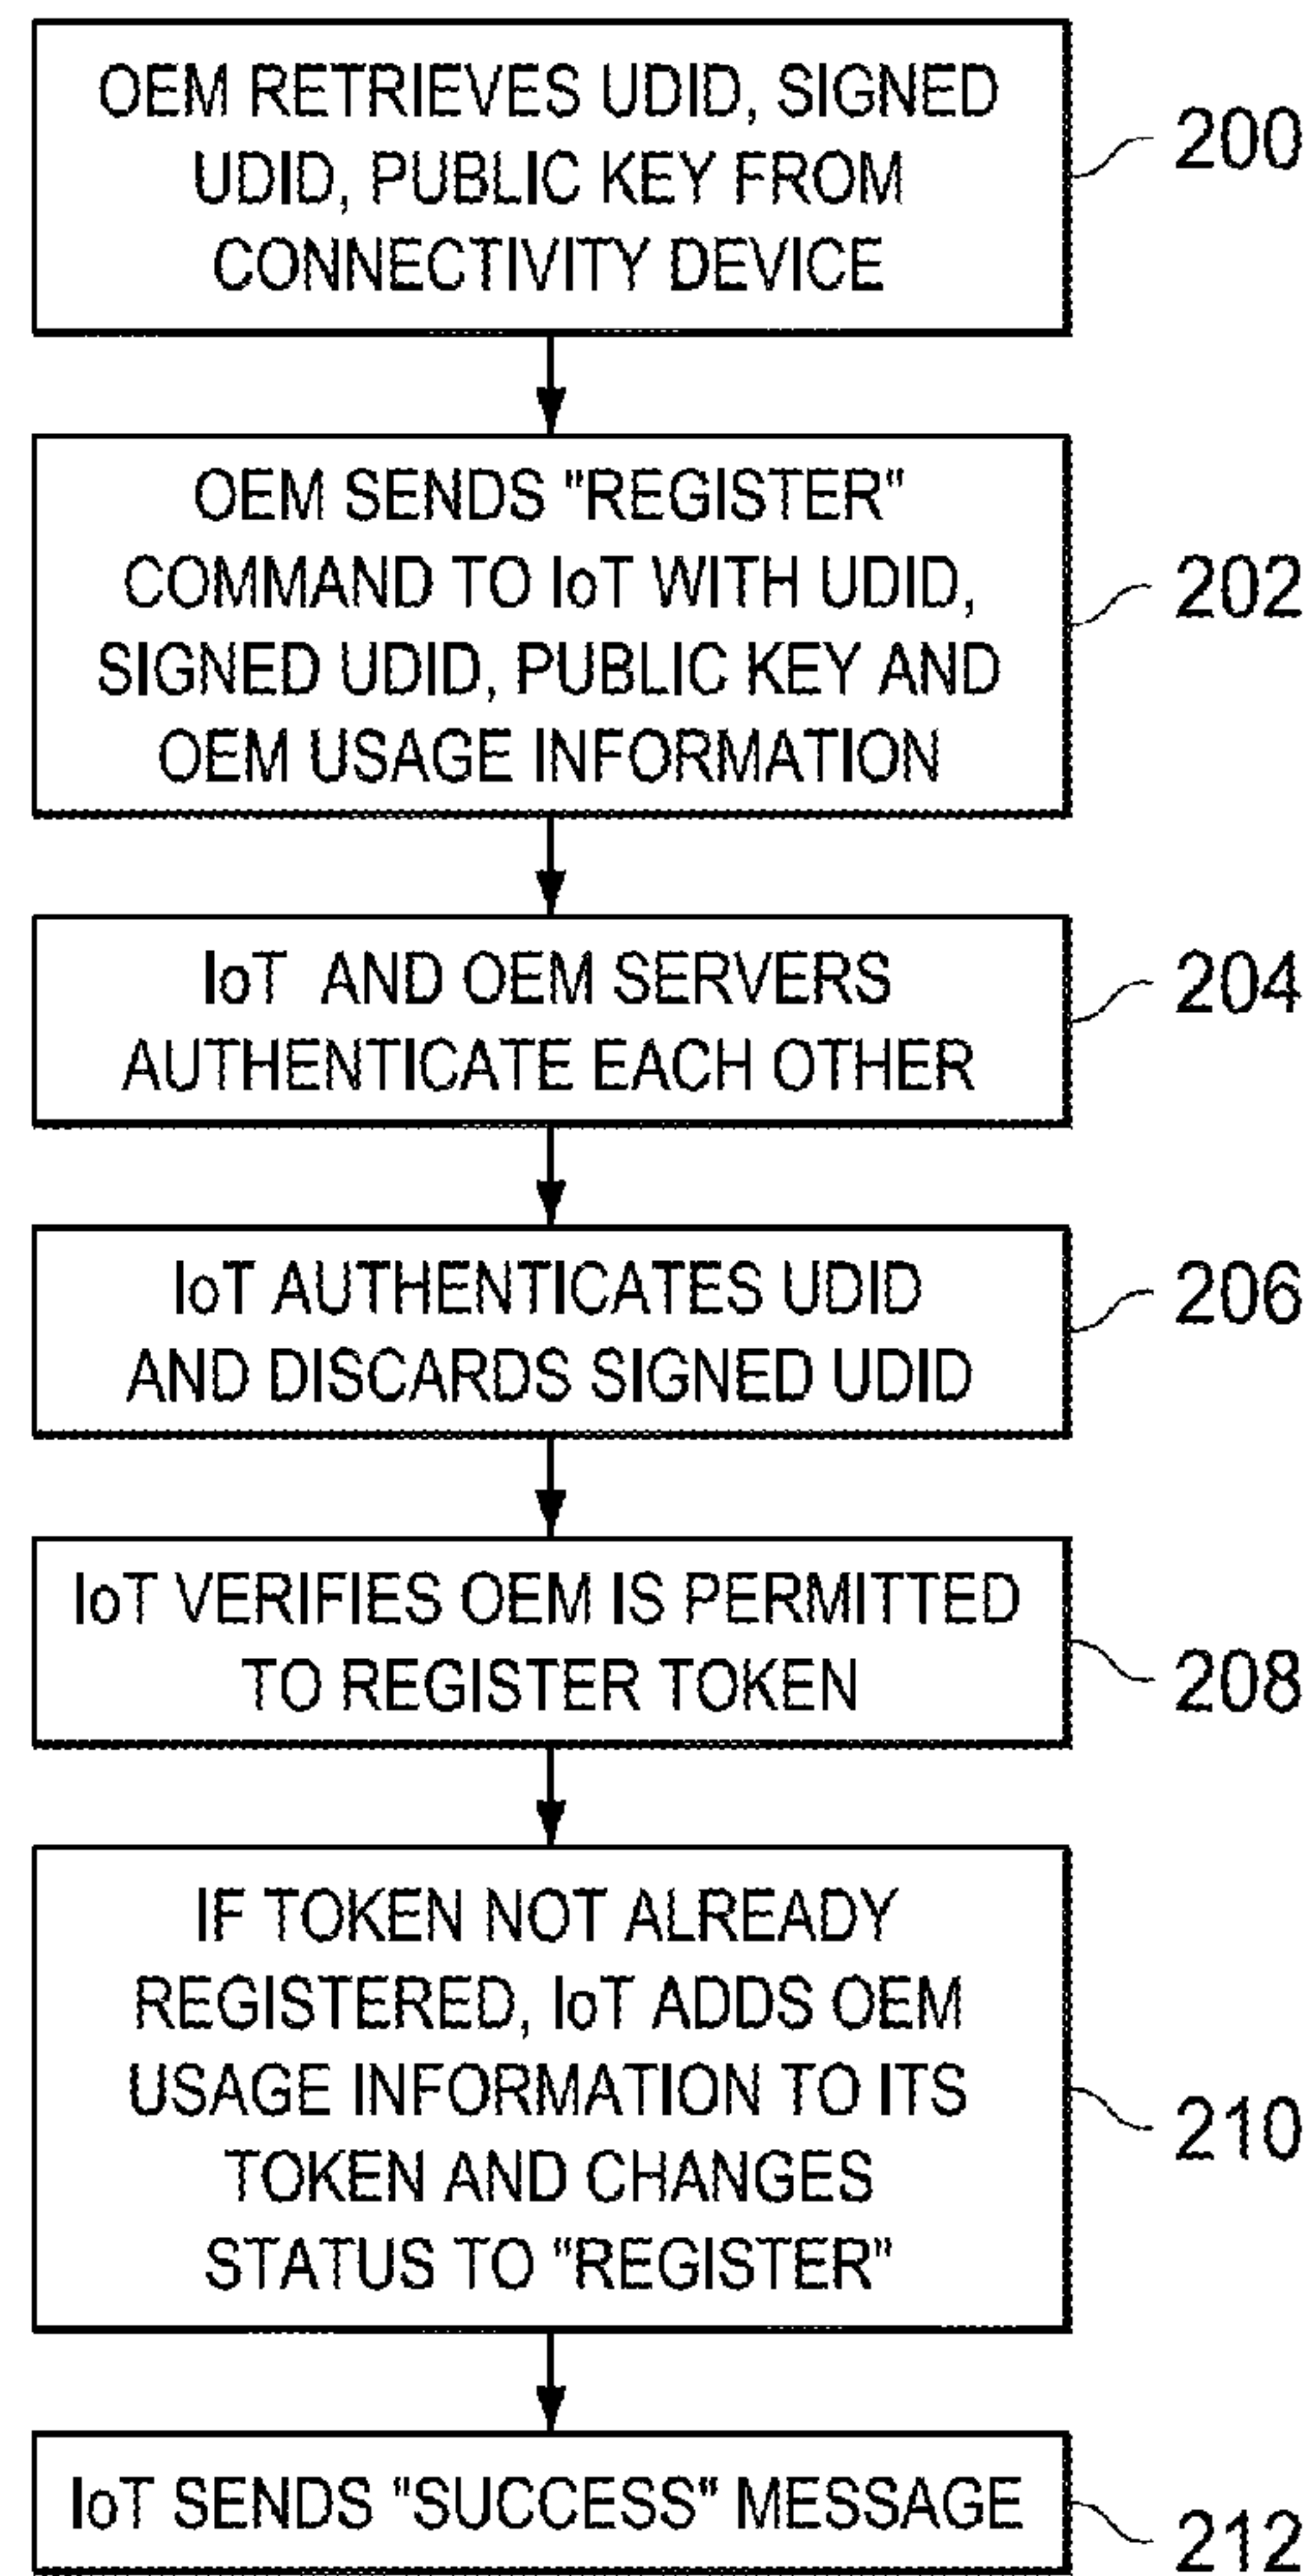 OEM RETRIEVES UDID, SIGNED
UDID, PUBLIC KEY FROM
CONNECTIVITY DEVICE
200
OEM SENDS "REGISTER"
COMMAND TO IoT WITH UDID,
SIGNED UDID, PUBLIC KEY AND
OEM USAGE INFORMATION
202
IoT AND OEM SERVERS
AUTHENTICATE EACH OTHER
204
IoT AUTHENTICATES UDID
AND DISCARDS SIGNED UDID
206
IoT VERIFIES OEM IS PERMITTED
TO REGISTER TOKEN
208
IF TOKEN NOT ALREADY
REGISTERED, IoT ADDS OEM
USAGE INFORMATION TO ITS
TOKEN AND CHANGES
STATUS TO "REGISTER"
210
IoT SENDS "SUCCESS" MESSAGE
212